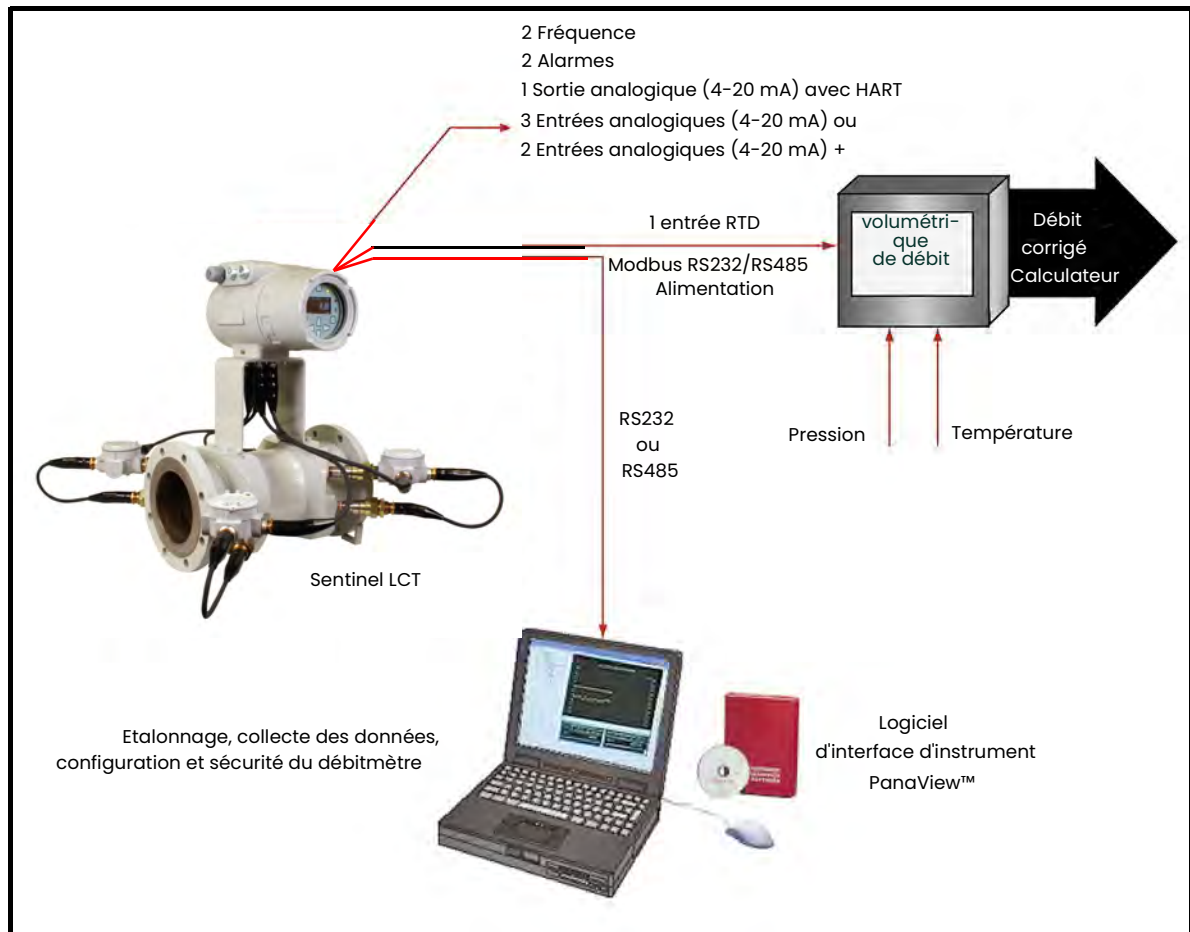 2 Fréquence
2 Alarmes
1 Sortie analogique (4-20 mA) avec HART
3 Entrées analogiques (4-20 mA) ou
2 Entrées analogiques (4-20 mA) +
1 entrée RTD
Modbus RS232/RS485
Alimentation
volumétri-
que
de débit
Débit
corrigé
Calculateur
RS232
ou
RS485
Pression
Température
Sentinel LCT
Etalonnage, collecte des données,
configuration et sécurité du débitmètre
Logiciel
d'interface d'instrument
PanaView™